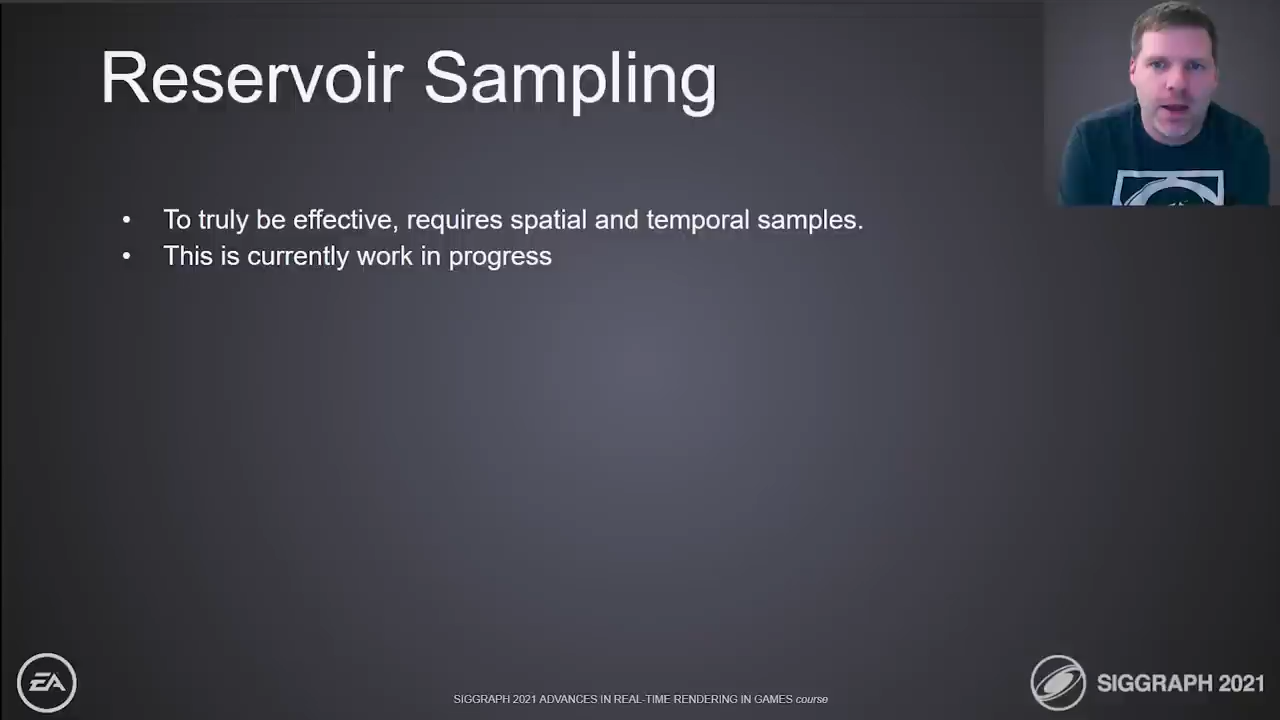 Reservoir Sampling
• To truly be effective, requires spatial and temporal samples.
• This is currently work in progress
EA
SIGGRAPH 2021 ADVANCES IN REAL-TIME RENDERING IN GAMES course
SIGGRAPH 2021